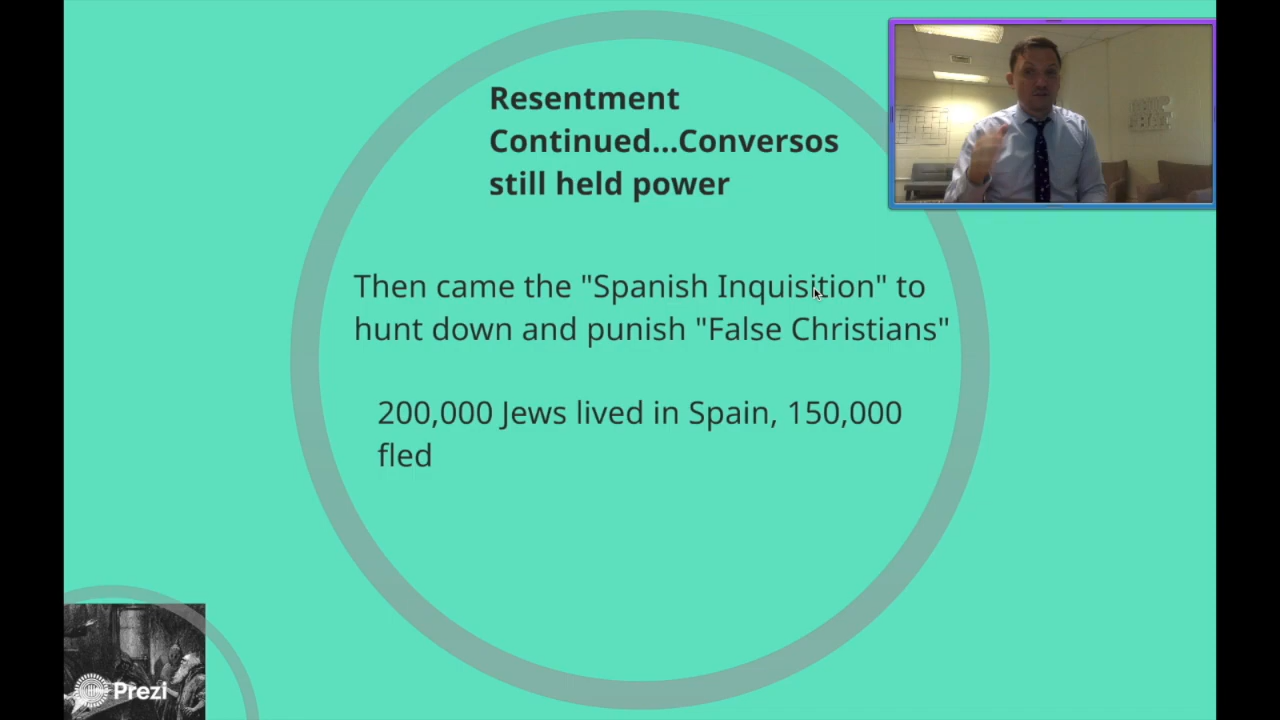 Resentment
Continued...Conversos
still held power
Then came the "Spanish Inquisition" to
hunt down and punish "False Christians"
200,000 Jews lived in Spain, 150,000
fled
Prezi